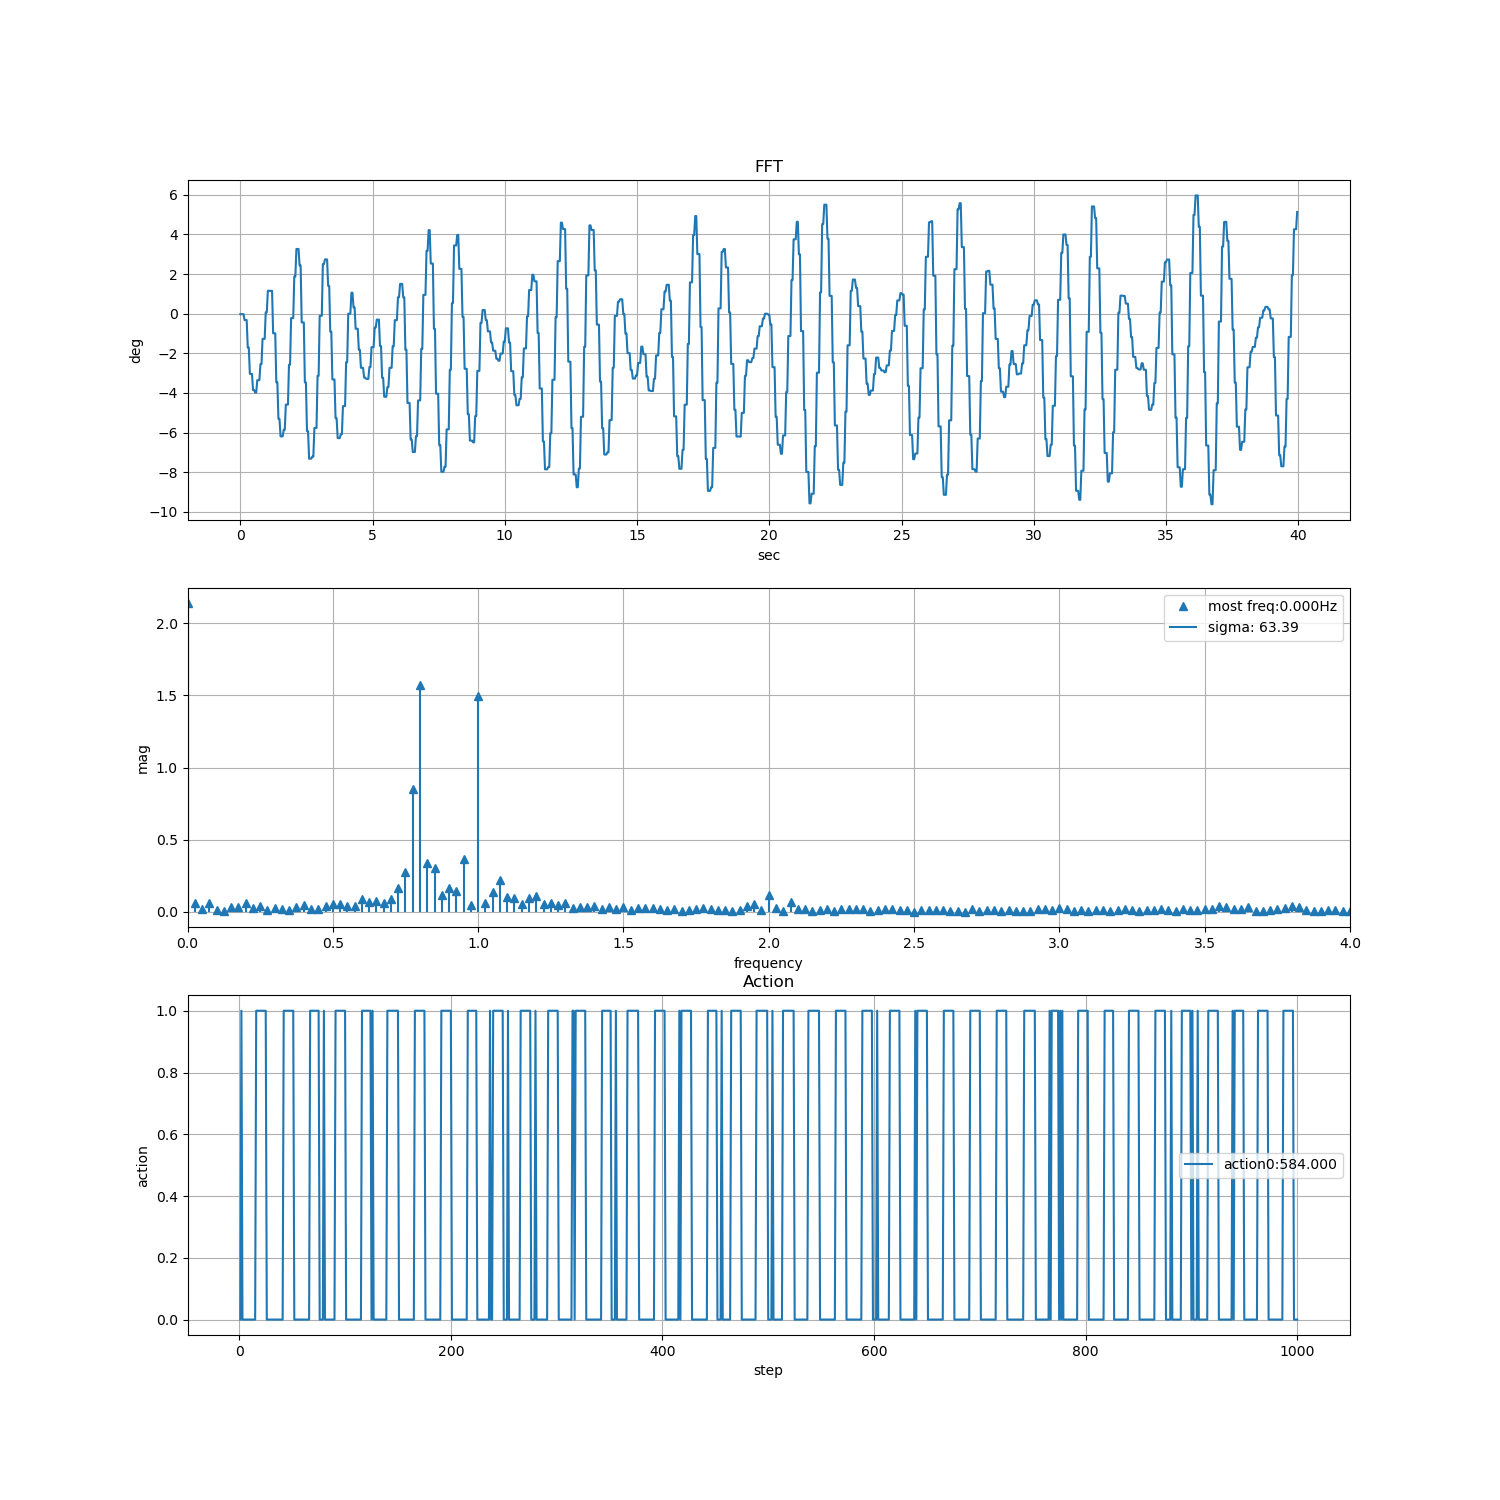 FFT
6
4
2
0
−2
−4
−6
−8
−10
deg
0 5 10 15 20 25 30 35 40
sec
2.0
1.5
1.0
0.5
0.0
mag
most freq:0.000Hz
sigma: 63.39
0.0 0.5 1.0 1.5 2.0 2.5 3.0 3.5 4.0
frequency
Action
1.0
0.8
0.6
0.4
0.2
0.0
action
action0:584.000
0 200 400 600 800 1000
step